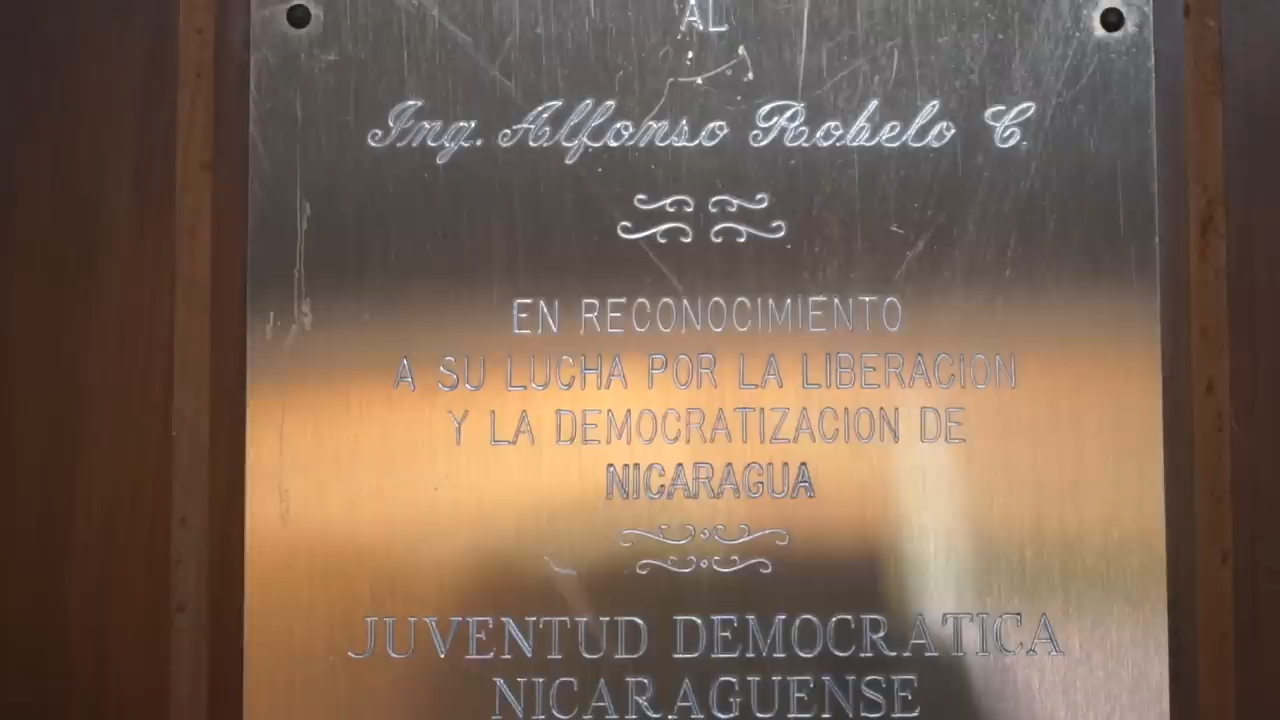 AL
Ing. Alfonso Robelo C.
EN RECONOCIMIENTO
A SU LUCHA POR LA LIBERACION
Y LA DEMOCRATIZACION DE
NICARAGUA
JUVENTUD DEMOCRATICA
NICARAGUENSE